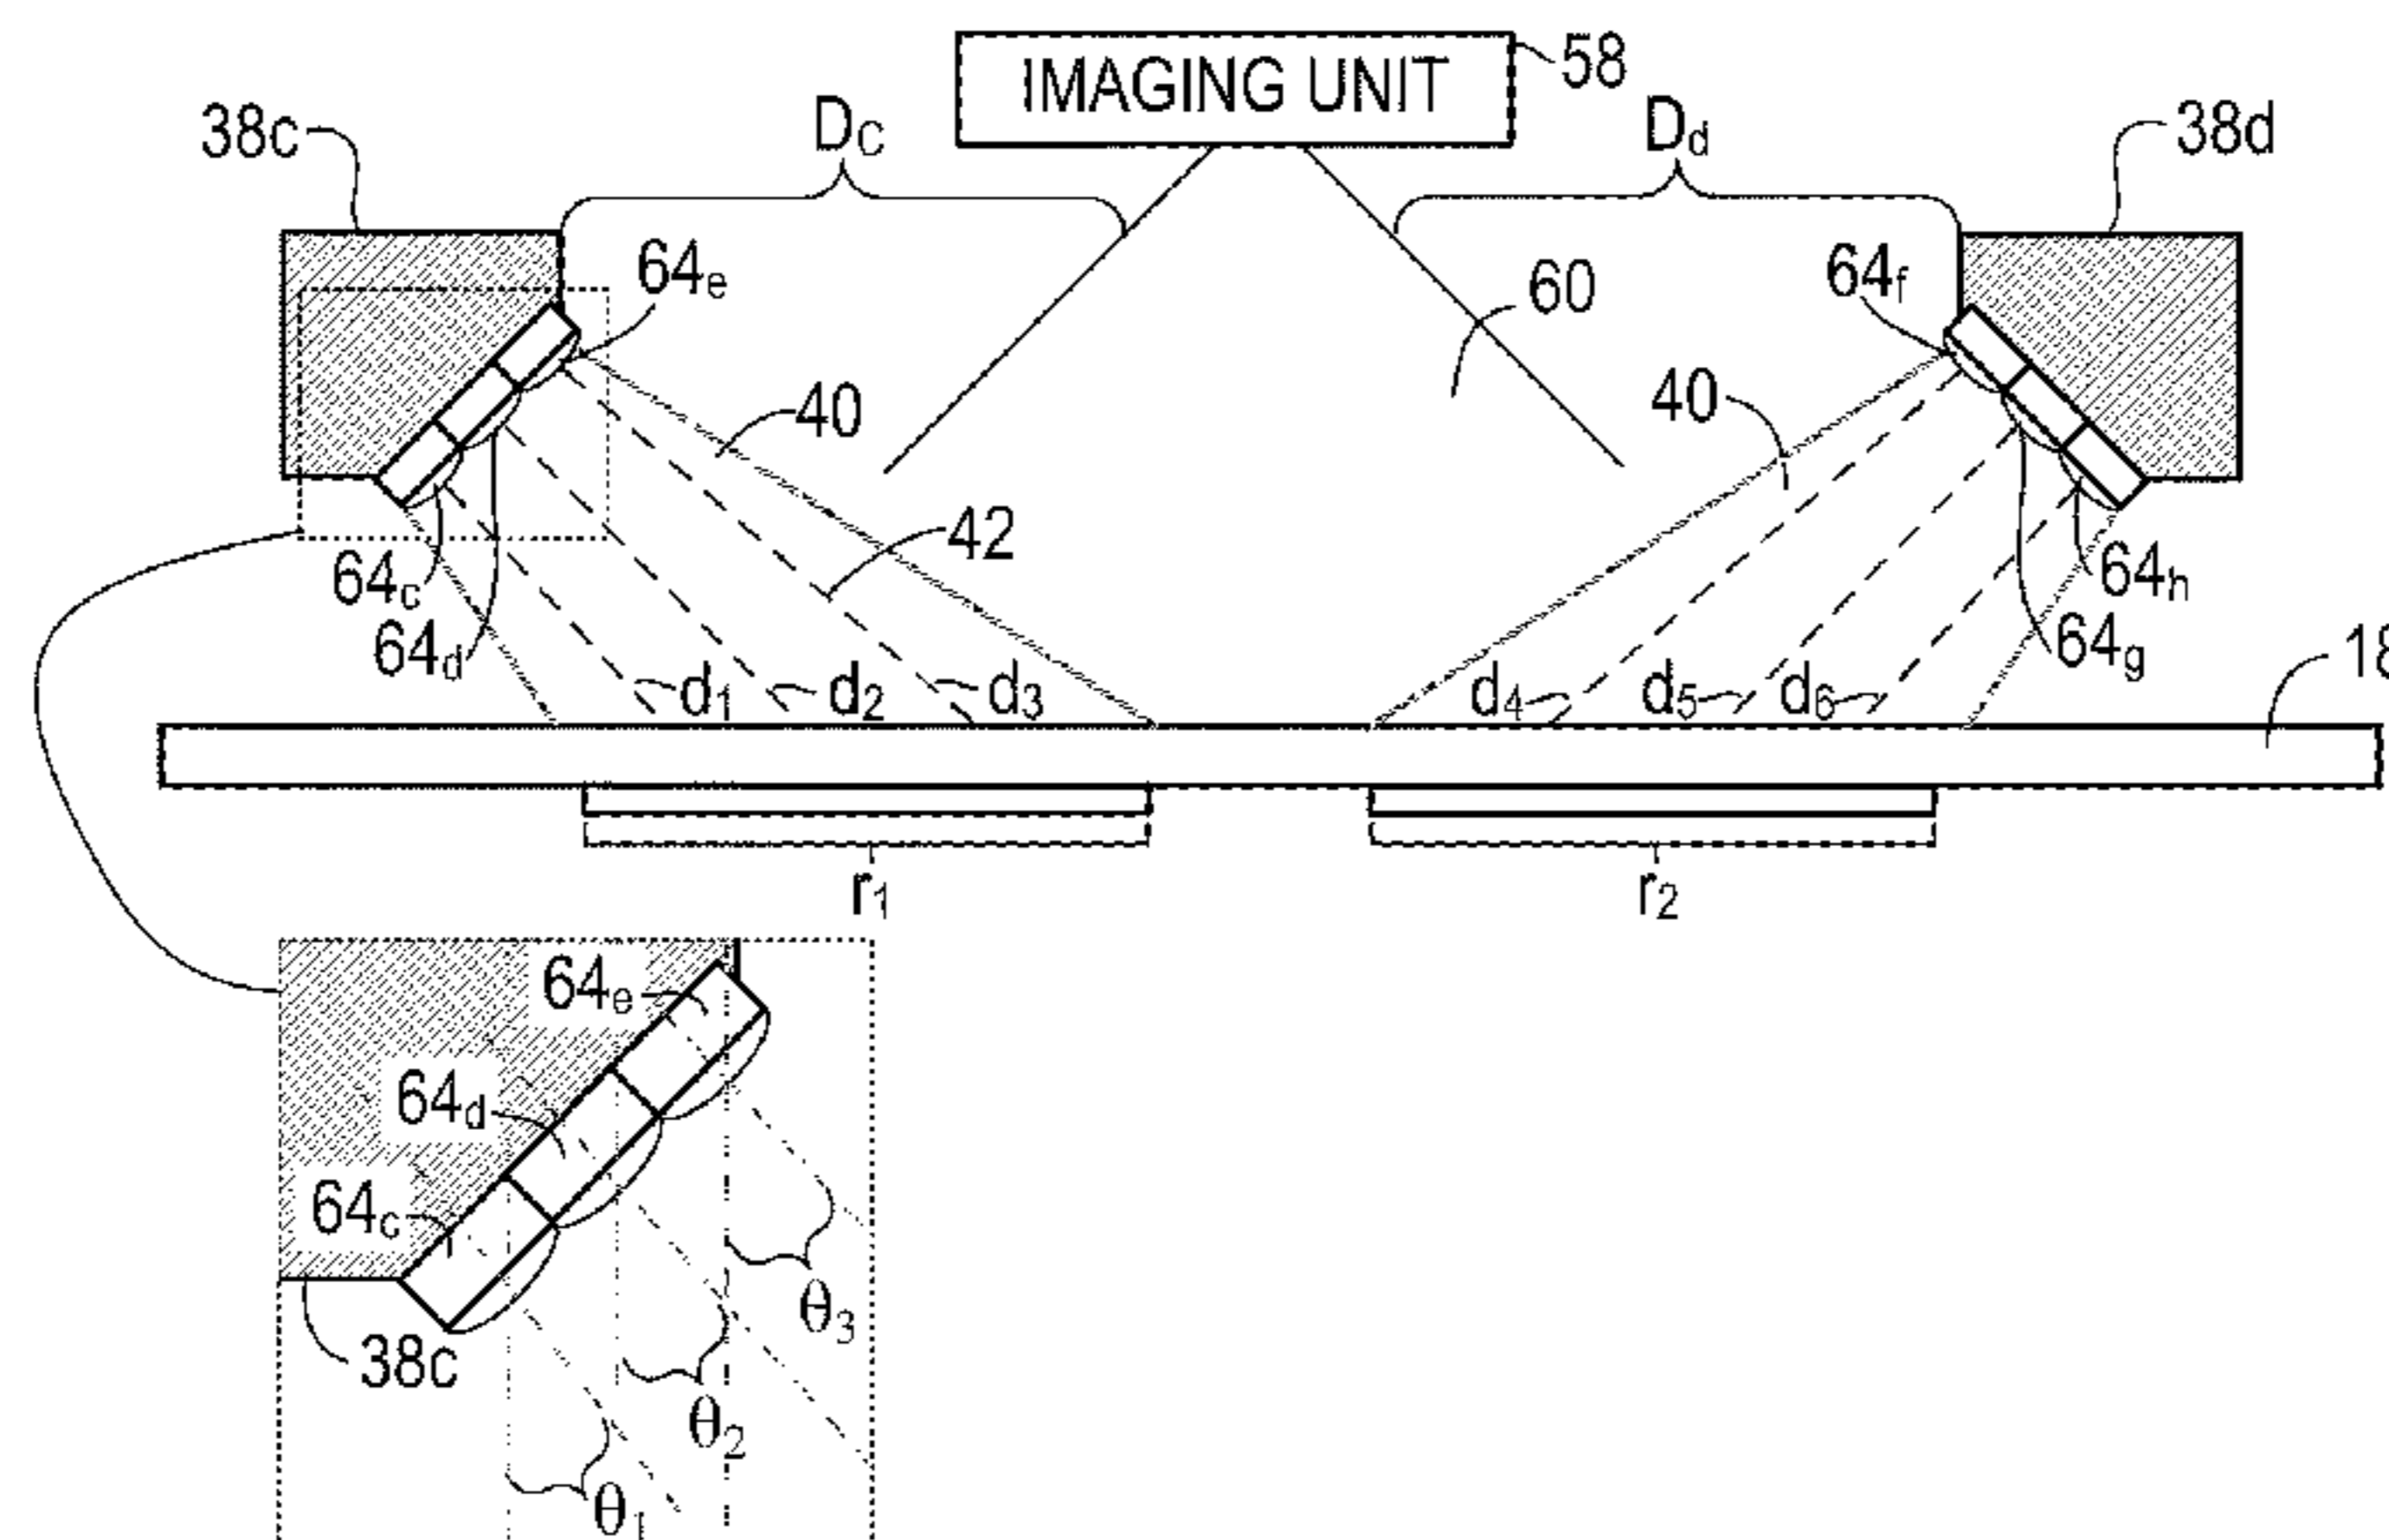 IMAGING UNIT
58
38c
Dc
Dd
38d
64e
64f
60
40
40
42
64c
64d
64h
64g
18
d1
d2
d3
d4
d5
d6
r1
r2
64e
64d
64c
θ3
38c
θ2
θ1